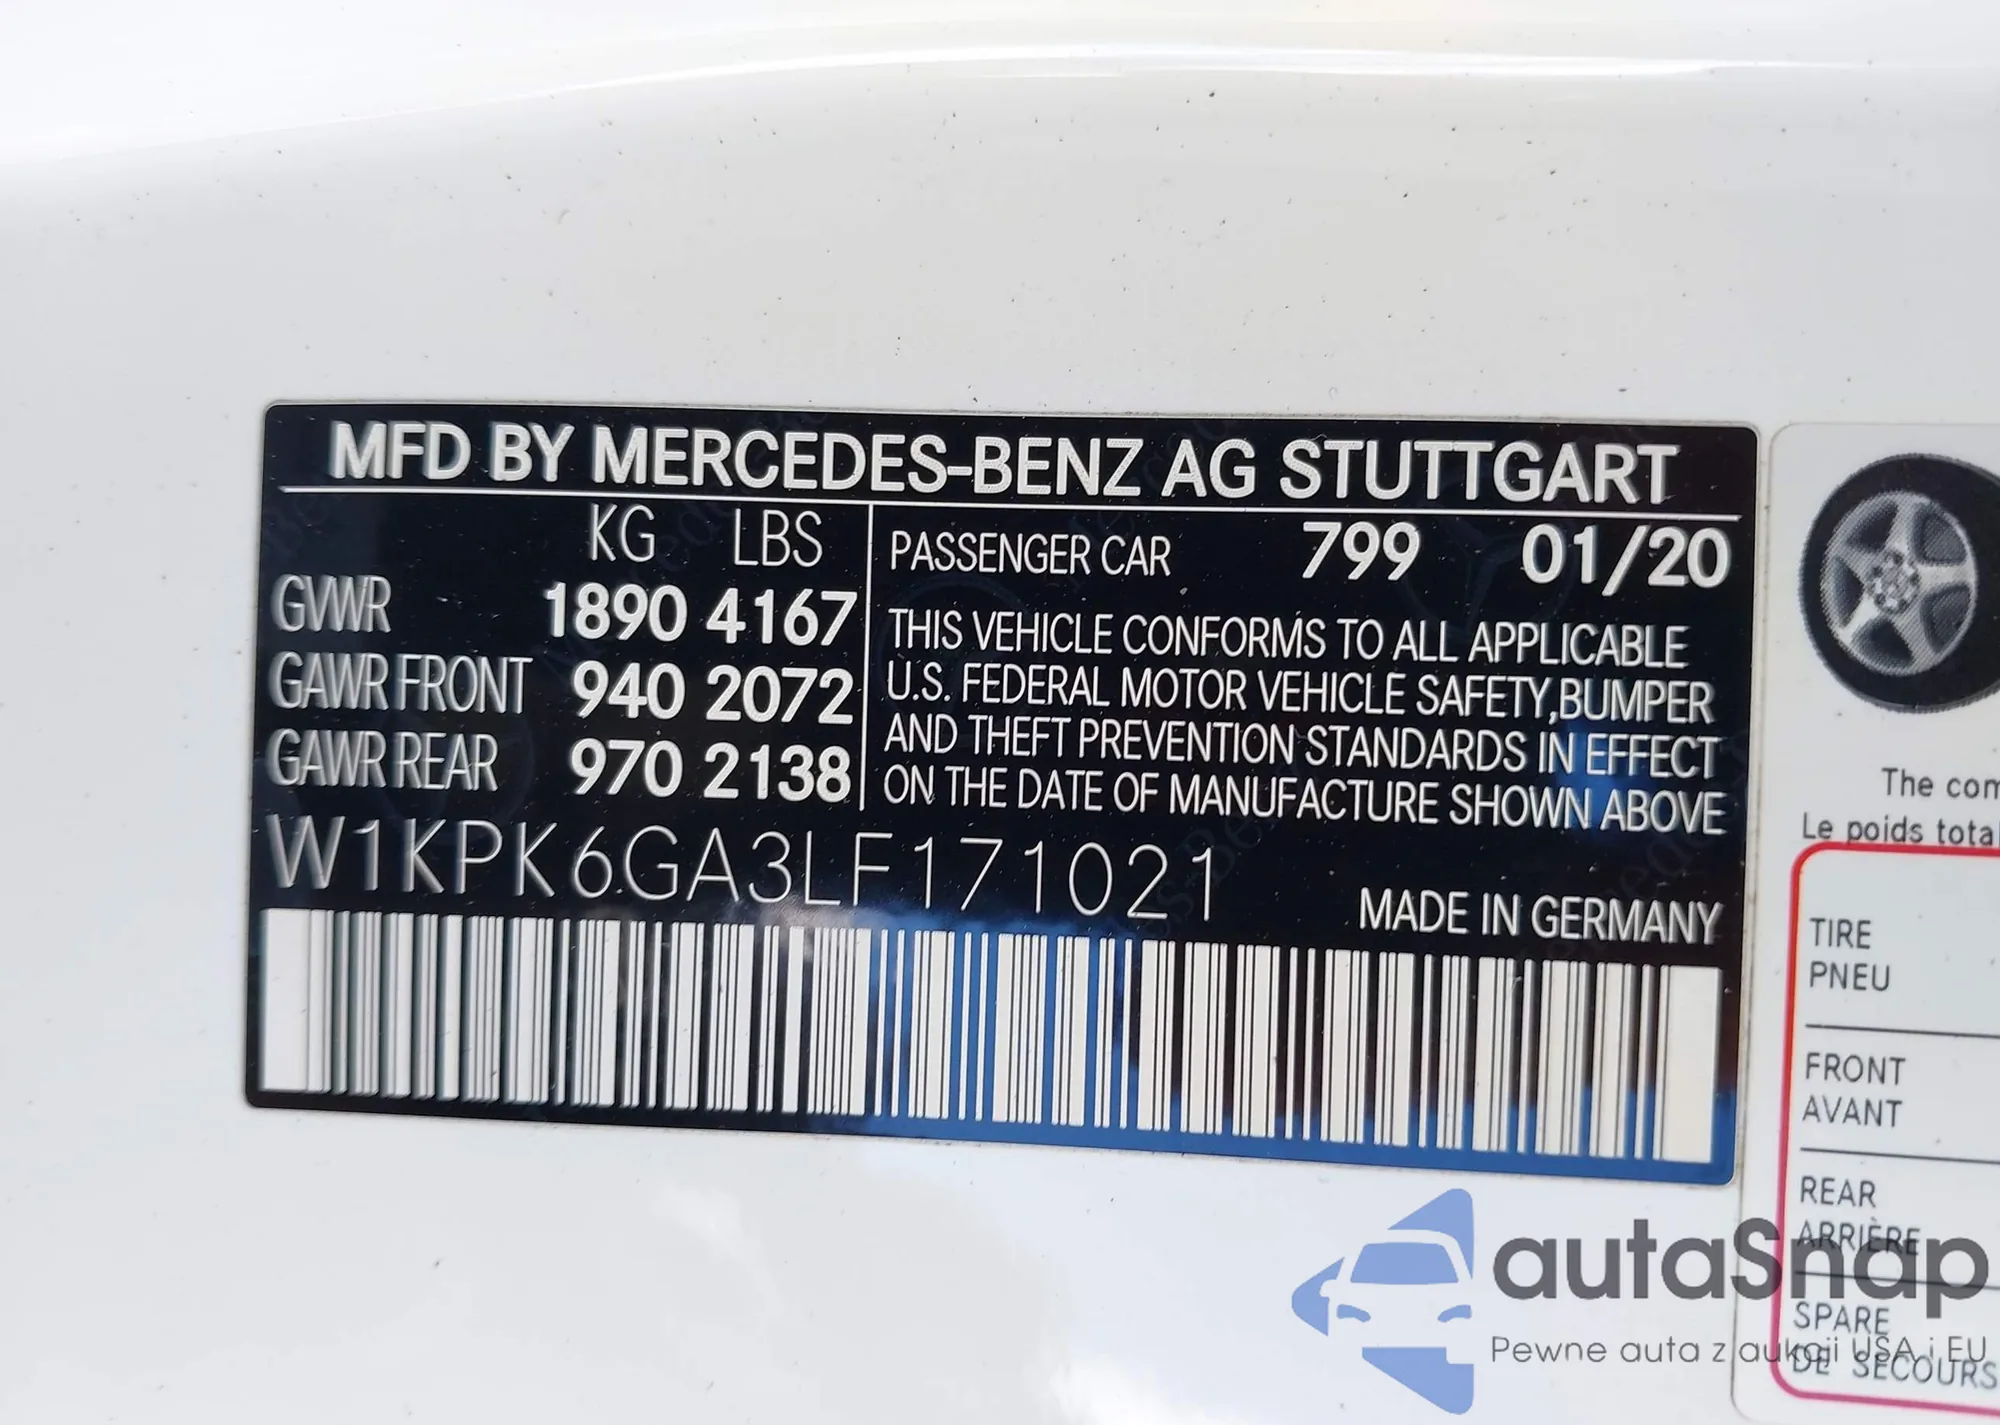 MFD BY MERCEDES-BENZ AG STUTTGART
KG LBS
GVWR 1890 4167
GAWR FRONT 940 2072
GAWR REAR 970 2138
PASSENGER CAR 799 01/20
THIS VEHICLE CONFORMS TO ALL APPLICABLE
U.S. FEDERAL MOTOR VEHICLE SAFETY, BUMPER
AND THEFT PREVENTION STANDARDS IN EFFECT
ON THE DATE OF MANUFACTURE SHOWN ABOVE
W1KPK6GA3LF171021
MADE IN GERMANY
The com
Le poids tota
TIRE
PNEU
FRONT
AVANT
REAR
ARRIÈRE
SPARE
DE SECOURS
autaSnap
Pewne auta z aukcji USA i EU